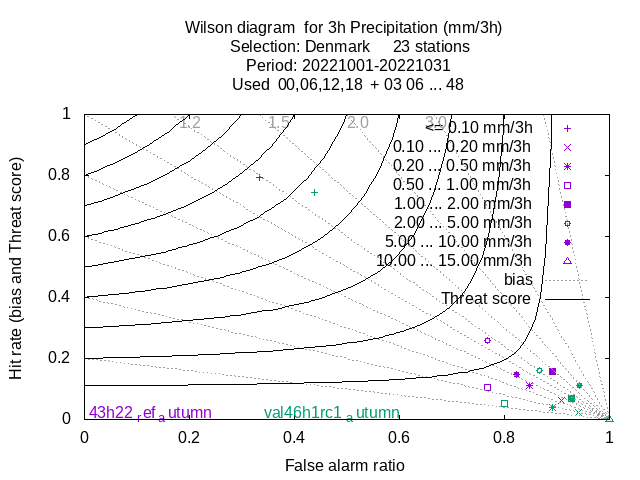 Wilson diagram  for 3h Precipitation (mm/3h)
Selection: Denmark     23 stations
Period: 20221001-20221031
Used  00,06,12,18  + 03 06 ... 48
Hit rate (bias and Threat score)
1
0.8
0.6
0.4
0.2
0
1.2
1.5
2.0
3.0
<= 0.10 mm/3h
0.10 ... 0.20 mm/3h
0.20 ... 0.50 mm/3h
0.50 ... 1.00 mm/3h
1.00 ... 2.00 mm/3h
2.00 ... 5.00 mm/3h
5.00 ... 10.00 mm/3h
10.00 ... 15.00 mm/3h
bias
Threat score
43h22ref autumn
val46h1rc1autumn
0 0.2 0.4 0.6 0.8 1
False alarm ratio